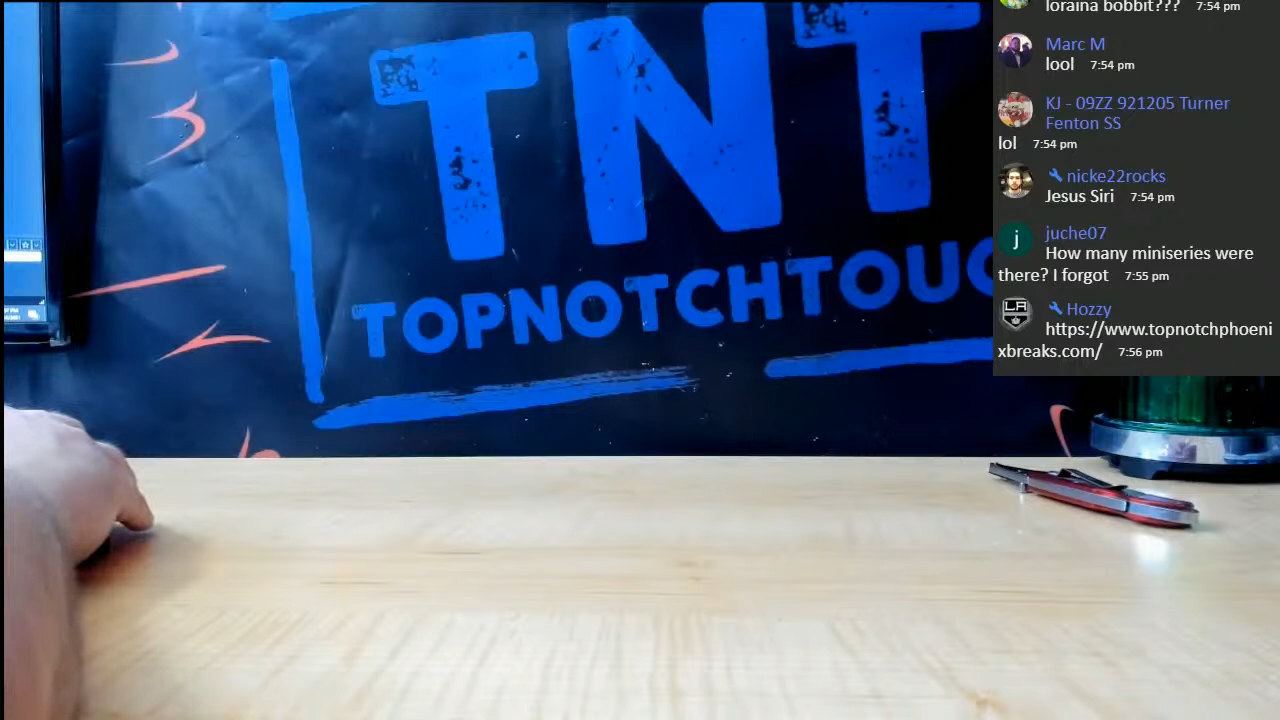 TNT
TOPNOTCHTOUC
loraina bobbit??? 7:54 pm
Marc M
lool 7:54 pm
KJ - 09ZZ 921205 Turner
Fenton SS
lol 7:54 pm
nicke22rocks
Jesus Siri 7:54 pm
j juche07
How many miniseries were
there? I forgot 7:55 pm
LA Hozzy
https://www.topnotchphoeni
xbreaks.com/ 7:56 pm